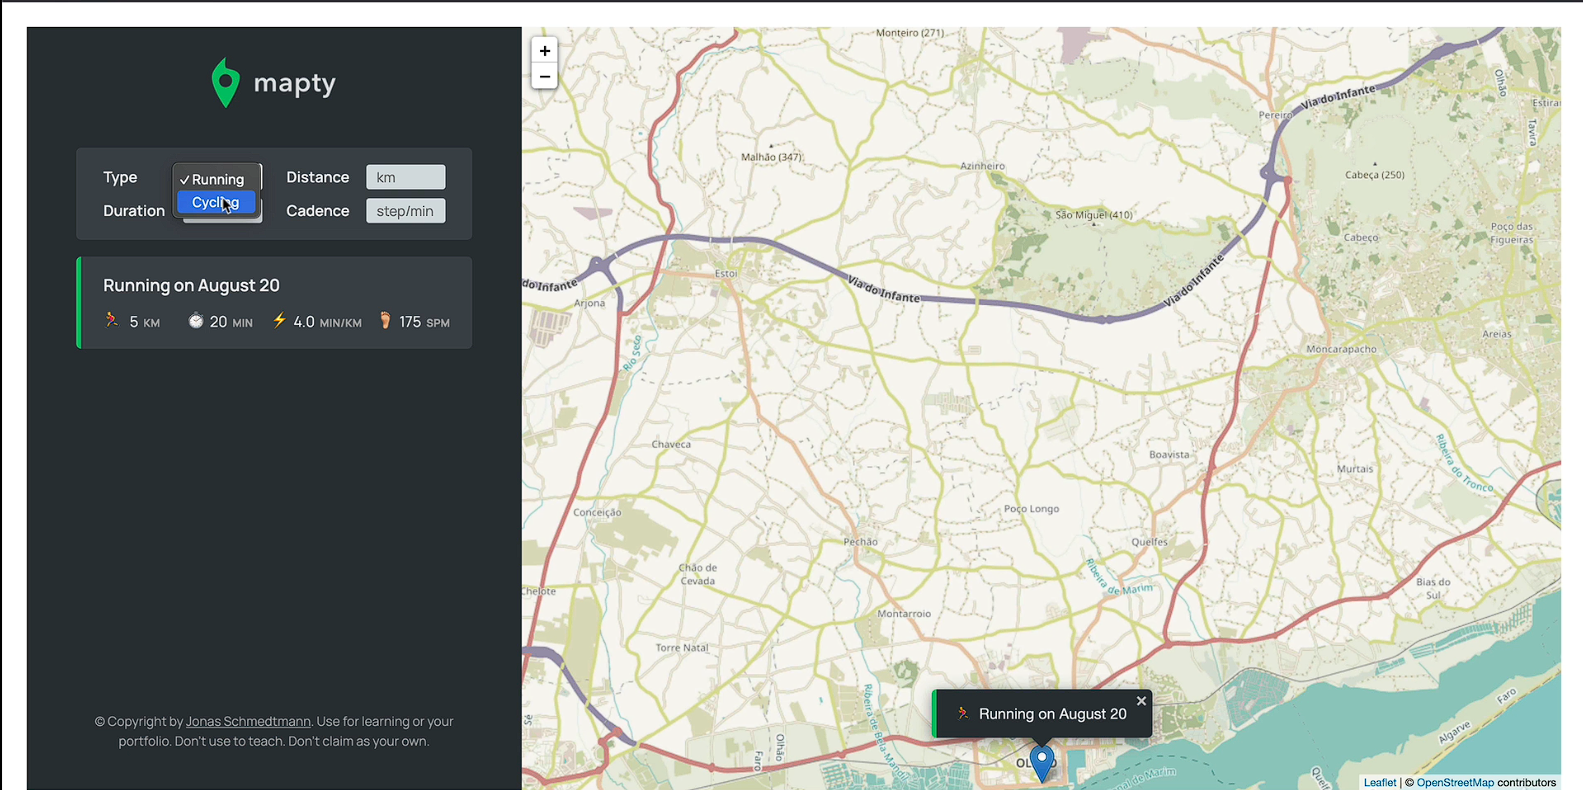 mapty
Type
✓ Running
Cycling
Distance
km
Duration
Cadence
step/min
Running on August 20
5 KM
20 MIN
4.0 MIN/KM
175 SPM
© Copyright by Jonas Schmedtmann. Use for learning or your
portfolio. Don't use to teach. Don't claim as your own.
+
−
Monteiro (271)
Via do Infante
Olhão
Estira
Tavira
Pereiro
Malhão (347)
Azinheiro
Cabeça (250)
São Miguel (410)
Cabeço
Poço das
Figueiras
Estoi
do Infante
Via do Infante
Via do Infante
Arjona
Rio Seco
Areias
Moncarapacho
Chaveca
Boavista
Murtais
Ribeira do Tronco
Conceição
Poço Longo
Pechão
Quelfes
Chão de
Cevada
Ribeira de Marim
Bias do
Sul
Chelote
Montarroio
Torre Natal
Ribeira de Bela-Mand
Sé
Olhão
Faro
Running on August 20
×
Faro
Algarve
nal de Marim
Quelf
Leaflet | © OpenStreetMap contributors